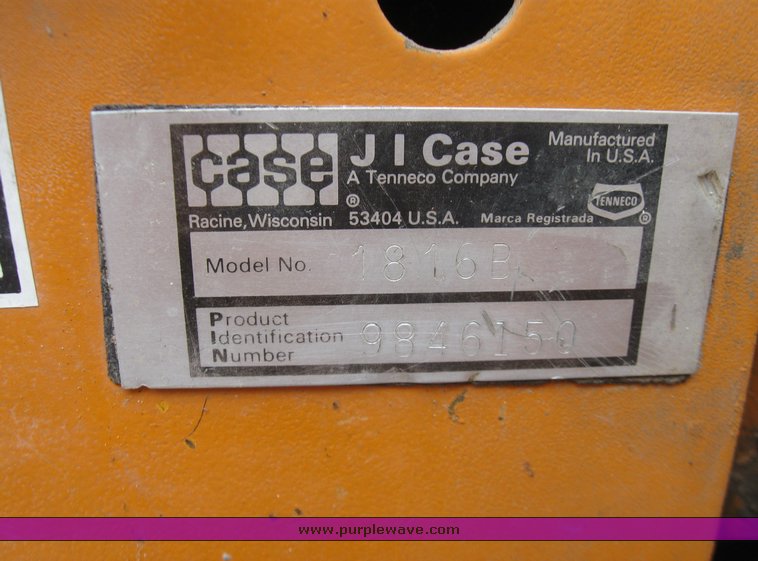 case
J I Case
A Tenneco Company
Manufactured
In U.S.A.
TENNECO
Racine, Wisconsin 53404 U.S.A. Marca Registrada
Model No. 1816B
Product
Identification
Number 9846150
www.purplewave.com